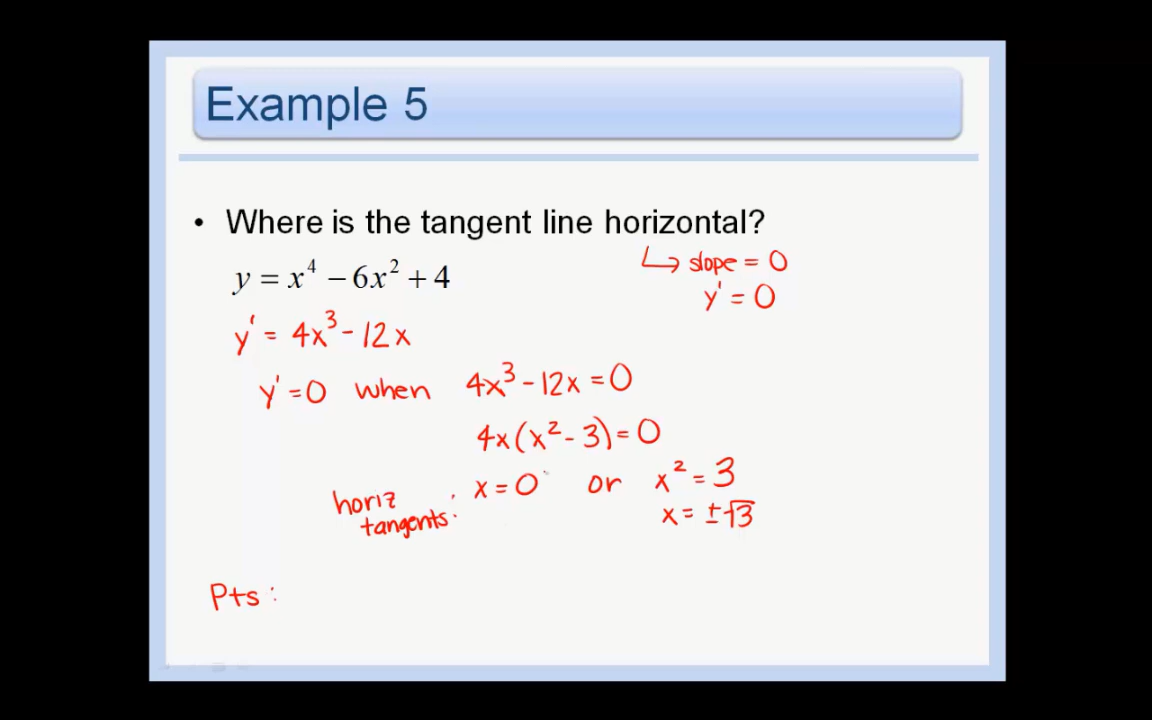 Example 5
• Where is the tangent line horizontal?
↳ slope = 0
y = x⁴ − 6x² + 4
y' = 0
y' = 4x³ - 12x
y' = 0 when 4x³ - 12x = 0
4x(x² - 3) = 0
horiz tangents: x = 0 or x² = 3
x = ±√3
Pts: